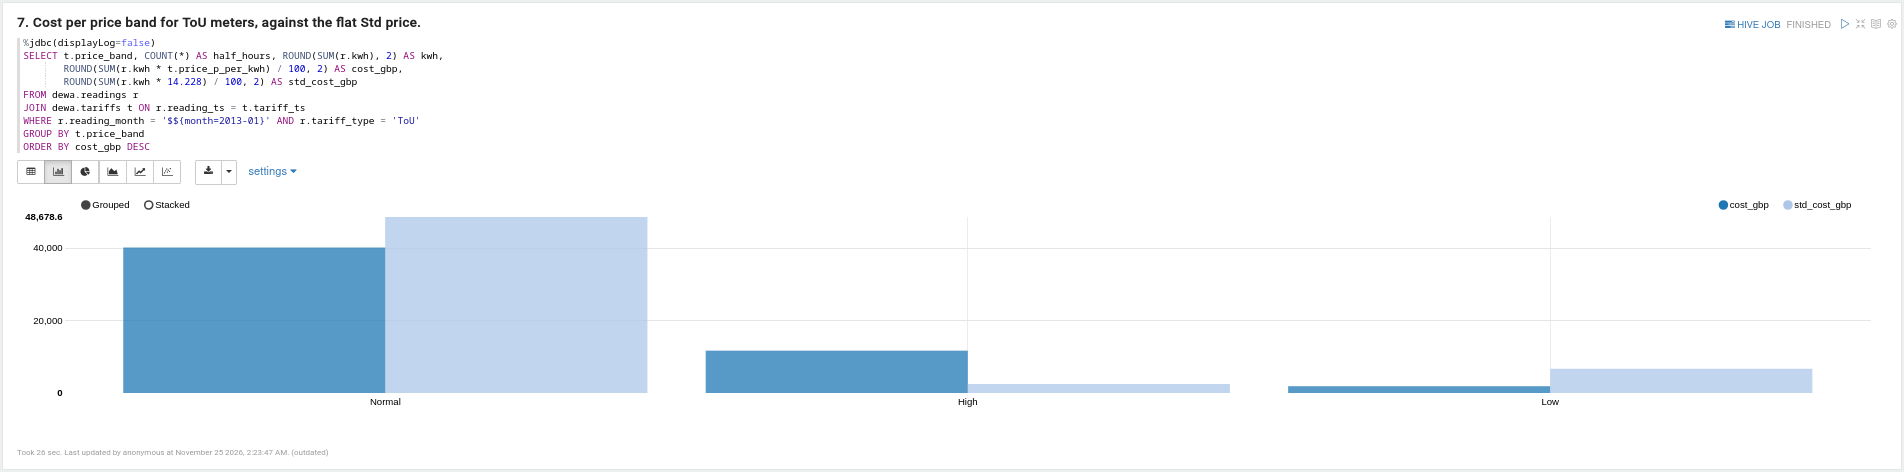 7. Cost per price band for ToU meters, against the flat Std price.
HIVE JOB FINISHED
%jdbc(displayLog=false)
SELECT t.price_band, COUNT(*) AS half_hours, ROUND(SUM(r.kwh), 2) AS kwh,
ROUND(SUM(r.kwh * t.price_p_per_kwh) / 100, 2) AS cost_gbp,
ROUND(SUM(r.kwh * 14.228) / 100, 2) AS std_cost_gbp
FROM dewa.readings r
JOIN dewa.tariffs t ON r.reading_ts = t.tariff_ts
WHERE r.reading_month = '$${month=2013-01}' AND r.tariff_type = 'ToU'
GROUP BY t.price_band
ORDER BY cost_gbp DESC
settings
Grouped Stacked
cost_gbp std_cost_gbp
48,678.6
40,000
20,000
0
Normal High Low
Took 26 sec. Last updated by anonymous at November 25 2026, 2:23:47 AM. (outdated)